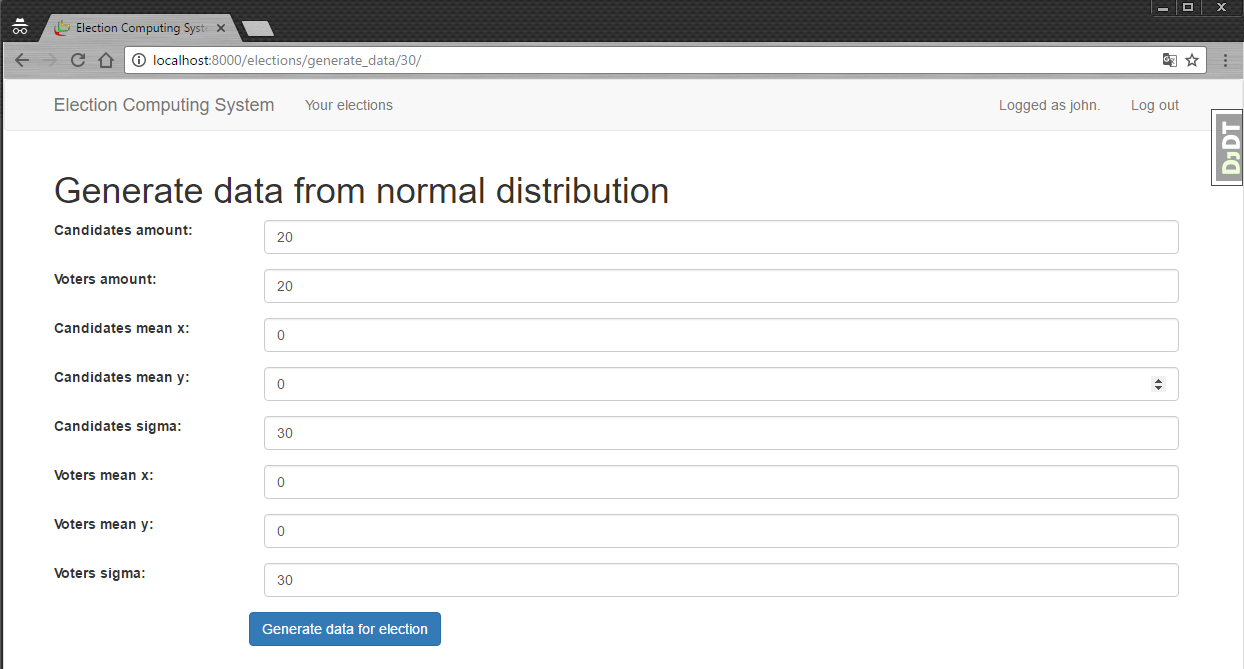 Election Computing Syst
localhost:8000/elections/generate_data/30/
Election Computing System Your elections Logged as john. Log out
DjDT
Generate data from normal distribution
Candidates amount: 20
Voters amount: 20
Candidates mean x: 0
Candidates mean y: 0
Candidates sigma: 30
Voters mean x: 0
Voters mean y: 0
Voters sigma: 30
Generate data for election